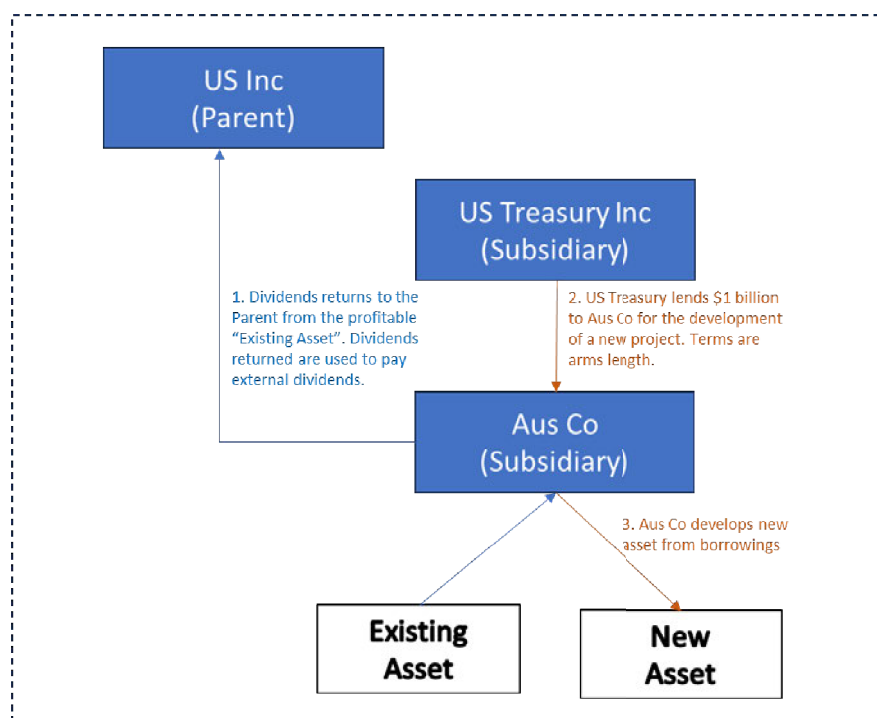 US Inc
(Parent)
US Treasury Inc
(Subsidiary)
1. Dividends returns to the
Parent from the profitable
“Existing Asset”. Dividends
returned are used to pay
external dividends.
2. US Treasury lends $1 billion
to Aus Co for the development
of a new project. Terms are
arms length.
Aus Co
(Subsidiary)
3. Aus Co develops new
asset from borrowings
Existing
Asset
New
Asset